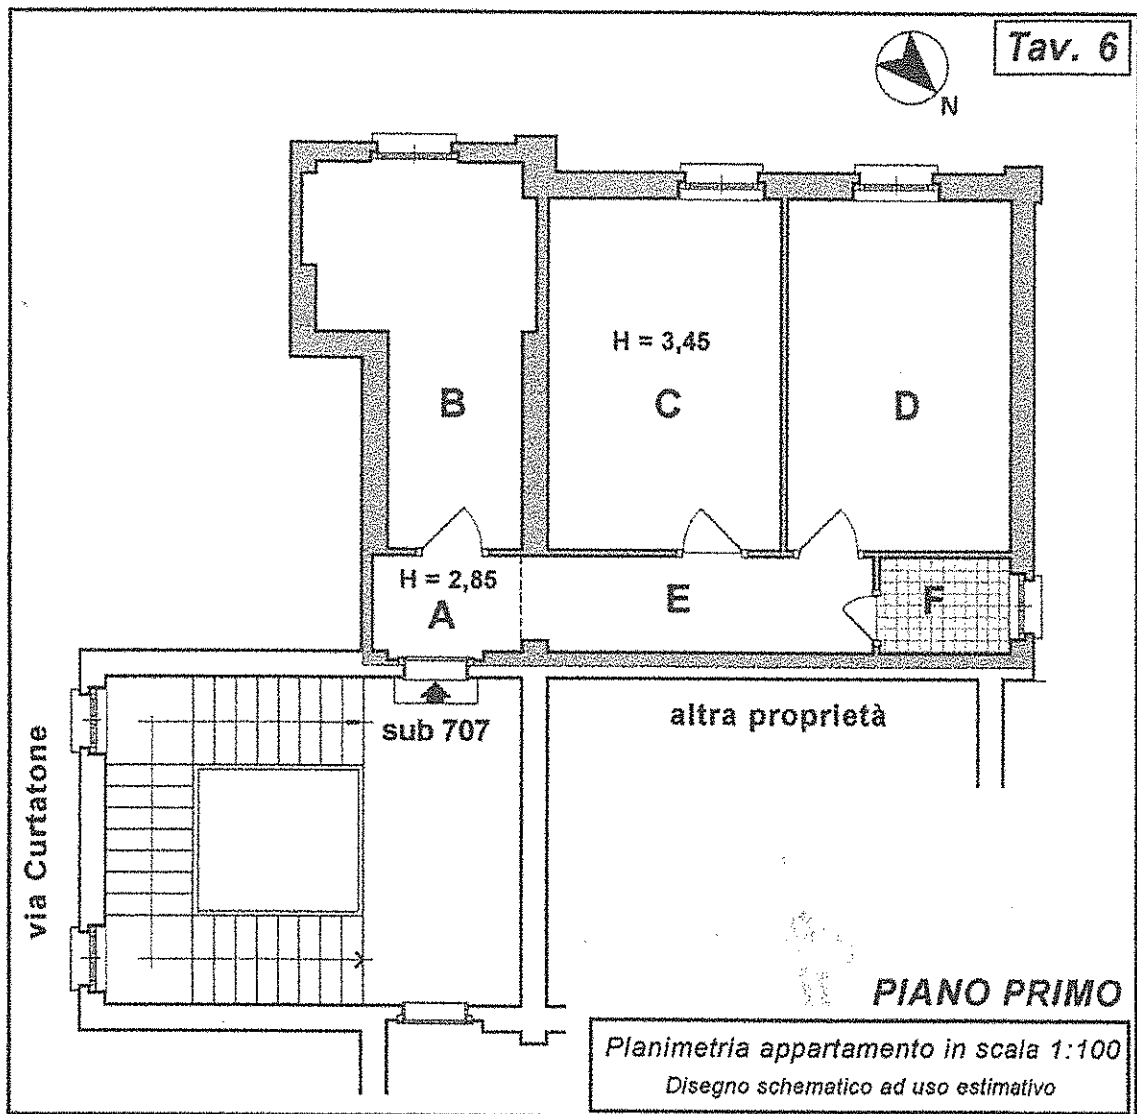 Tav. 6
N
H = 3,45
B
C
D
H = 2,85
A
E
F
sub 707
altra proprietà
via Curtatone
PIANO PRIMO
Planimetria appartamento in scala 1:100
Disegno schematico ad uso estimativo